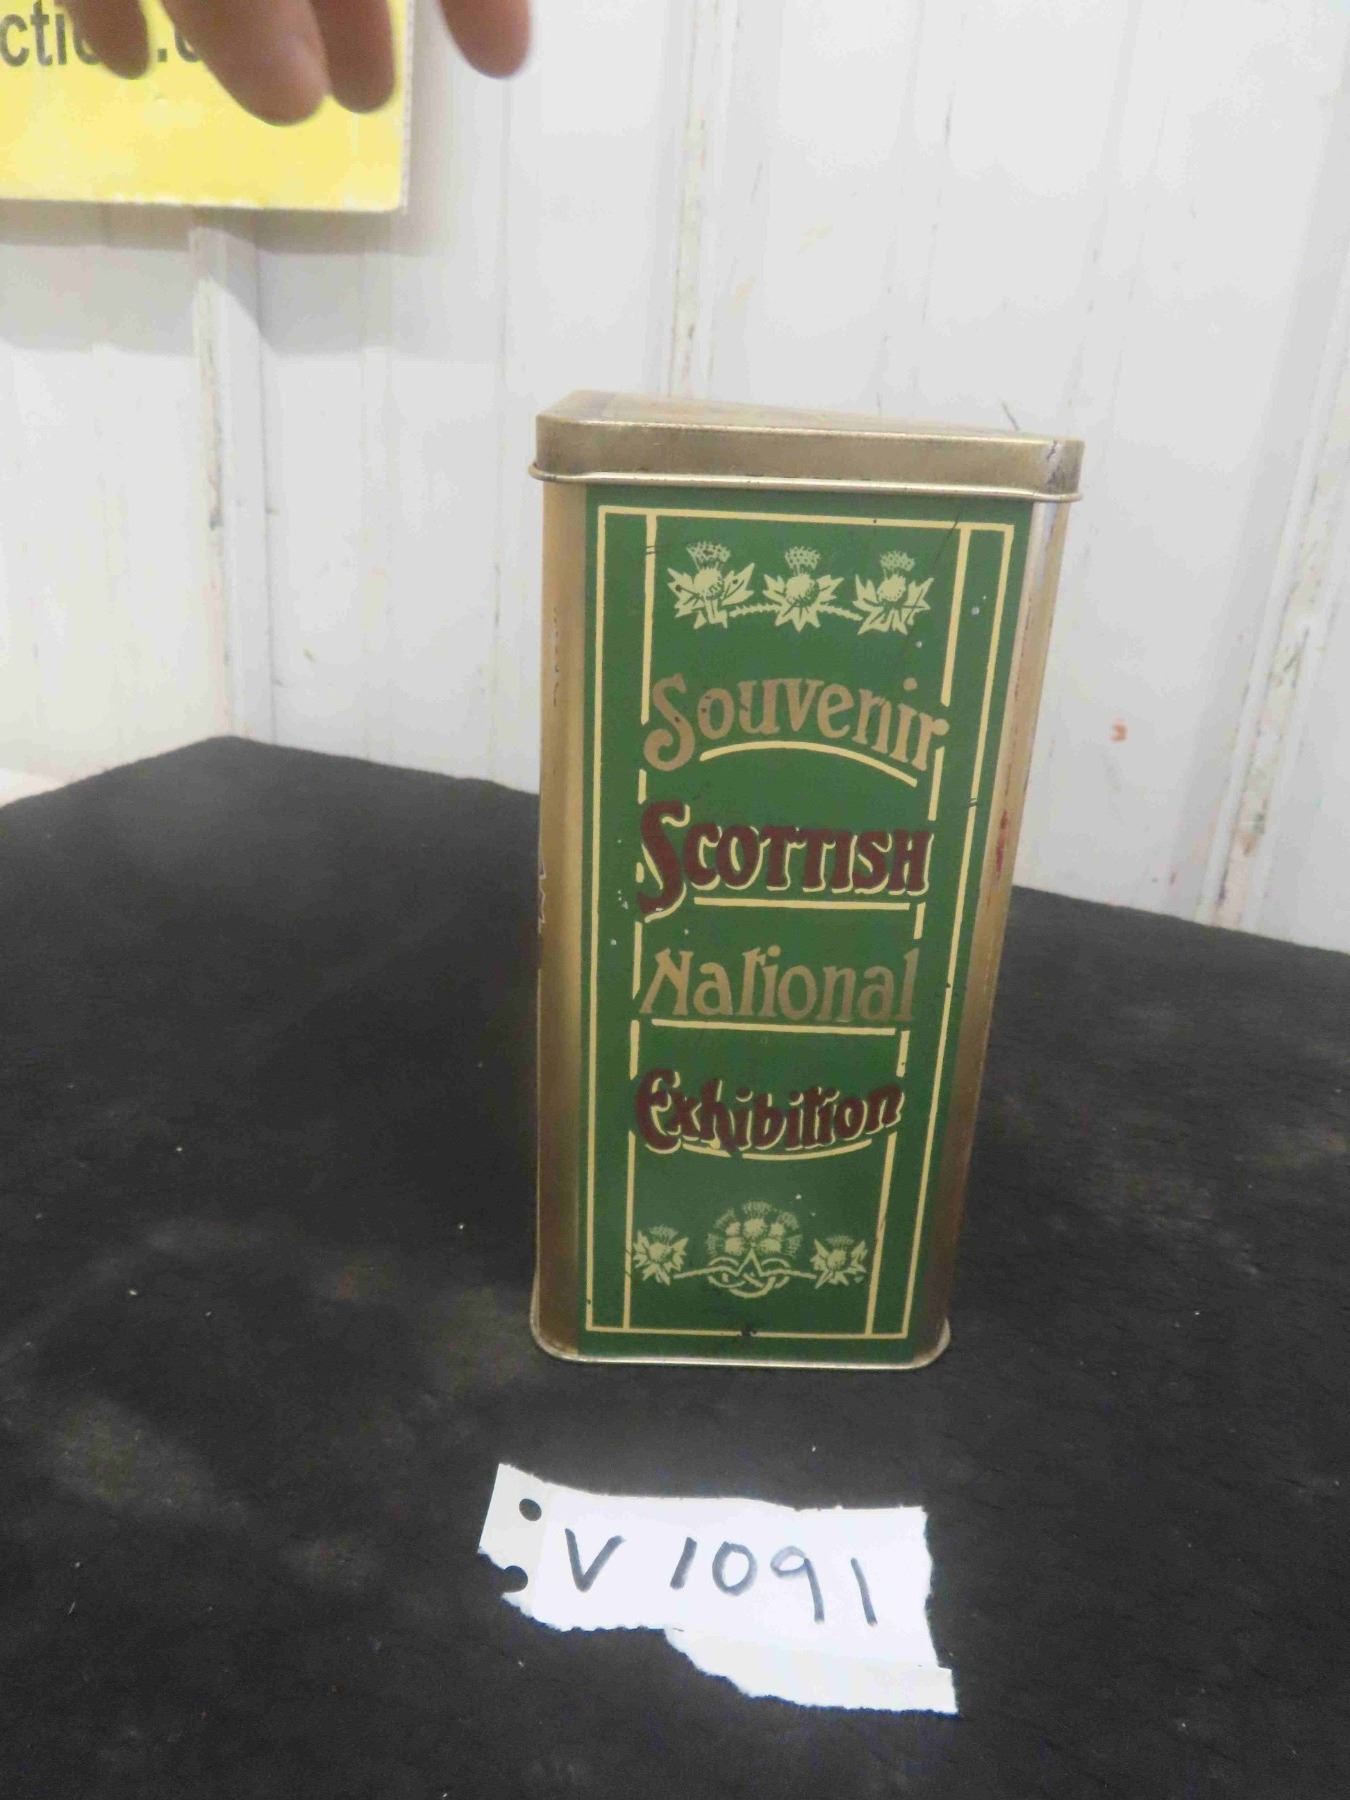 Souvenir
SCOTTISH
National
Exhibition
V 1091